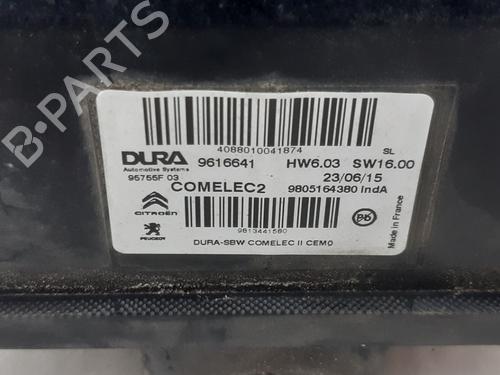 4088010041874
SL
DURA 9616641 HW6.03 SW16.00
Automotive Systems
95755F 03 23/06/15
COMELEC2 9805164380 IndA
CITROËN
PEUGEOT
9813441580
Pb
Made in France
DURA-SBW COMELEC II CEM0
B-PARTS